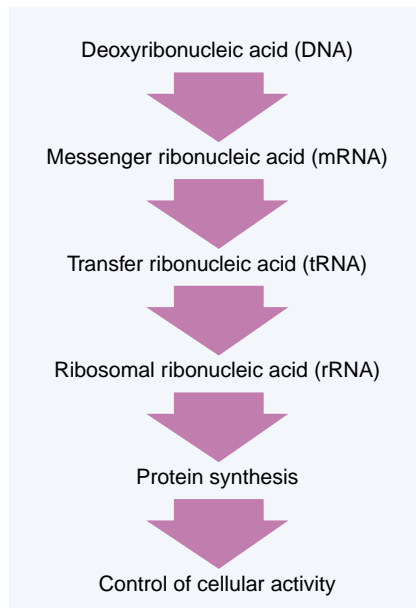 Deoxyribonucleic acid (DNA)
Messenger ribonucleic acid (mRNA)
Transfer ribonucleic acid (tRNA)
Ribosomal ribonucleic acid (rRNA)
Protein synthesis
Control of cellular activity